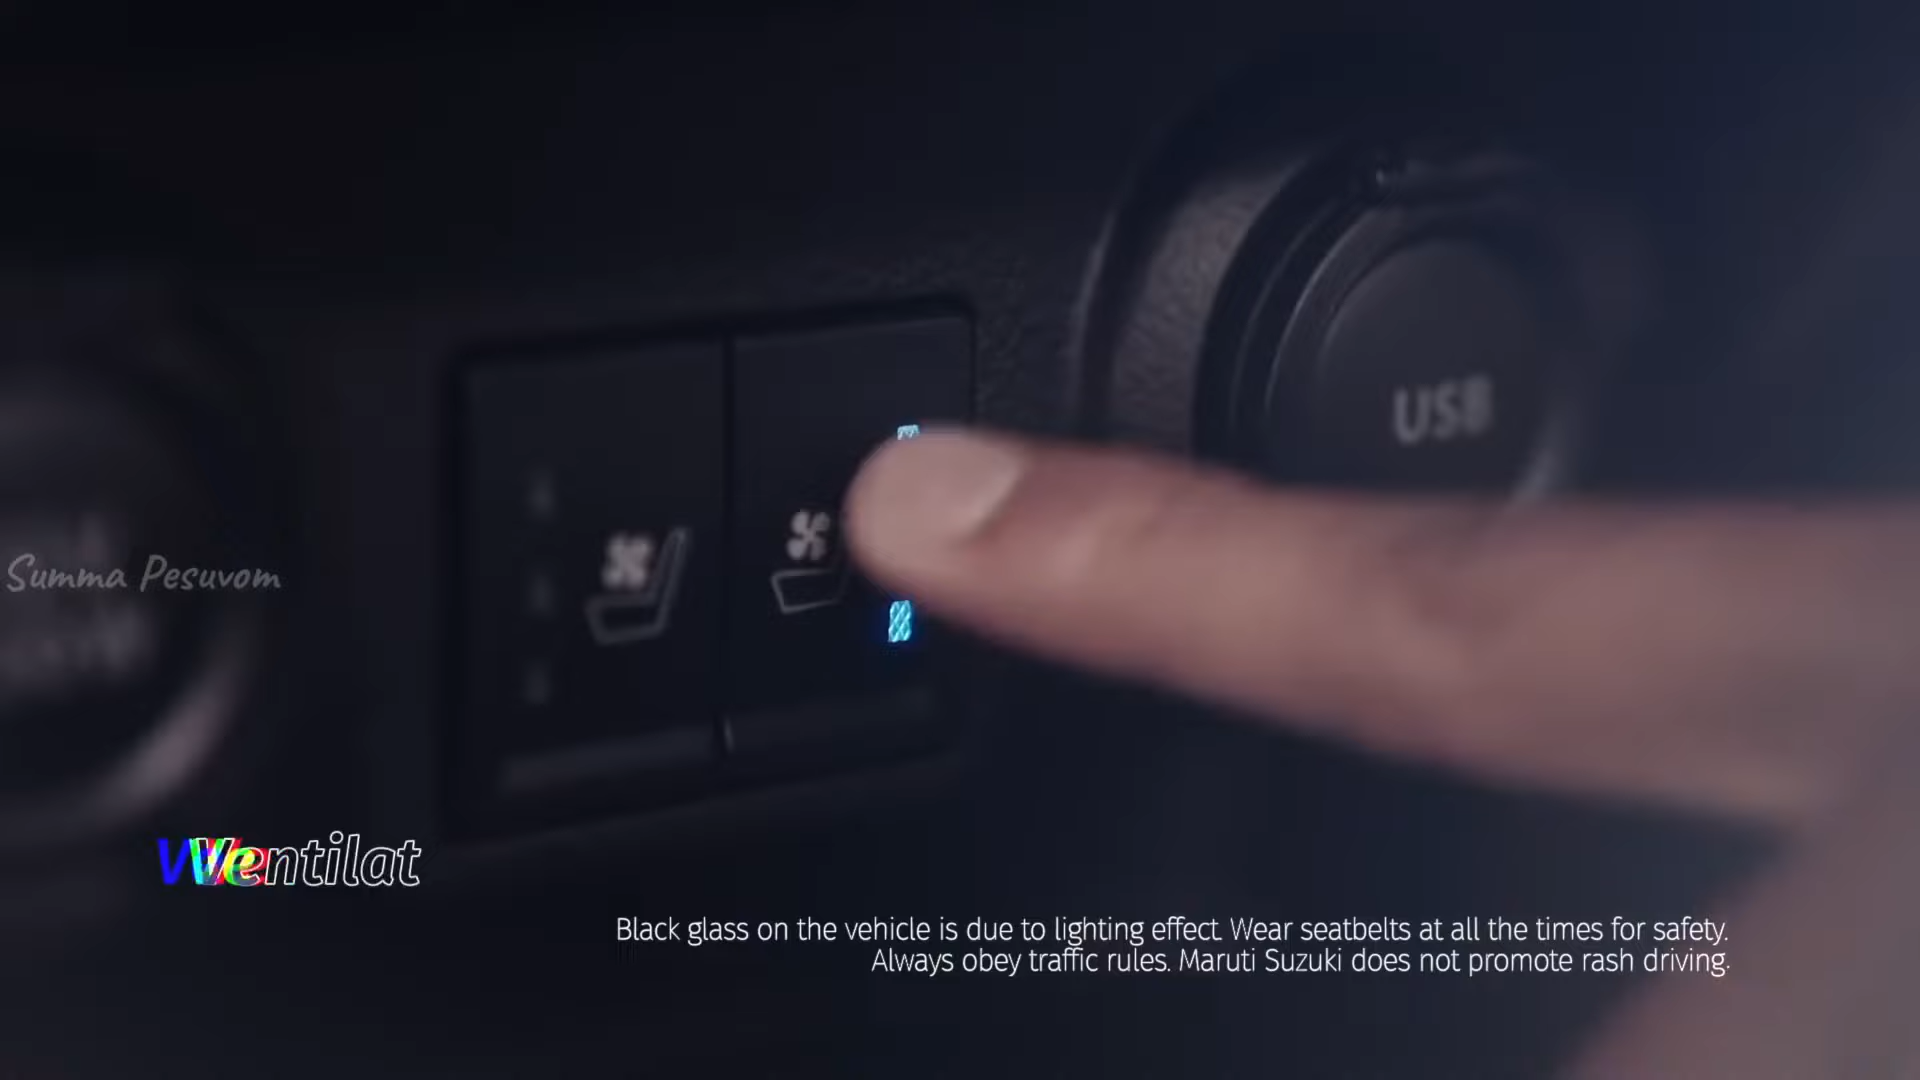 USB
Summa Pesuvom
Ventilat
Black glass on the vehicle is due to lighting effect. Wear seatbelts at all the times for safety.
Always obey traffic rules. Maruti Suzuki does not promote rash driving.